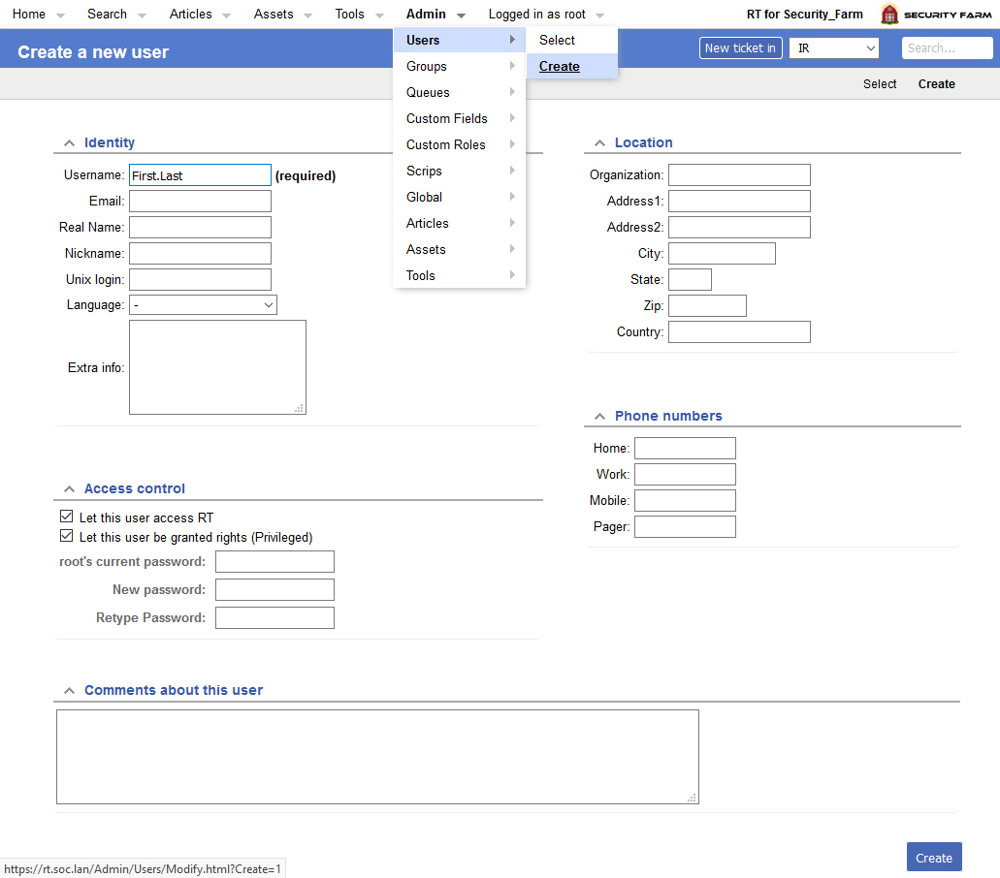 Home Search Articles Assets Tools Admin Logged in as root RT for Security_Farm SECURITY FARM
Create a new user
New ticket in IR Search...
Users
Groups
Queues
Custom Fields
Custom Roles
Scrips
Global
Articles
Assets
Tools
Select
Create
Select Create
Identity
Username: First.Last (required)
Email:
Real Name:
Nickname:
Unix login:
Language: -
Extra info:
Location
Organization:
Address1:
Address2:
City:
State:
Zip:
Country:
Phone numbers
Home:
Work:
Mobile:
Pager:
Access control
Let this user access RT
Let this user be granted rights (Privileged)
root's current password:
New password:
Retype Password:
Comments about this user
Create
https://rt.soc.lan/Admin/Users/Modify.html?Create=1